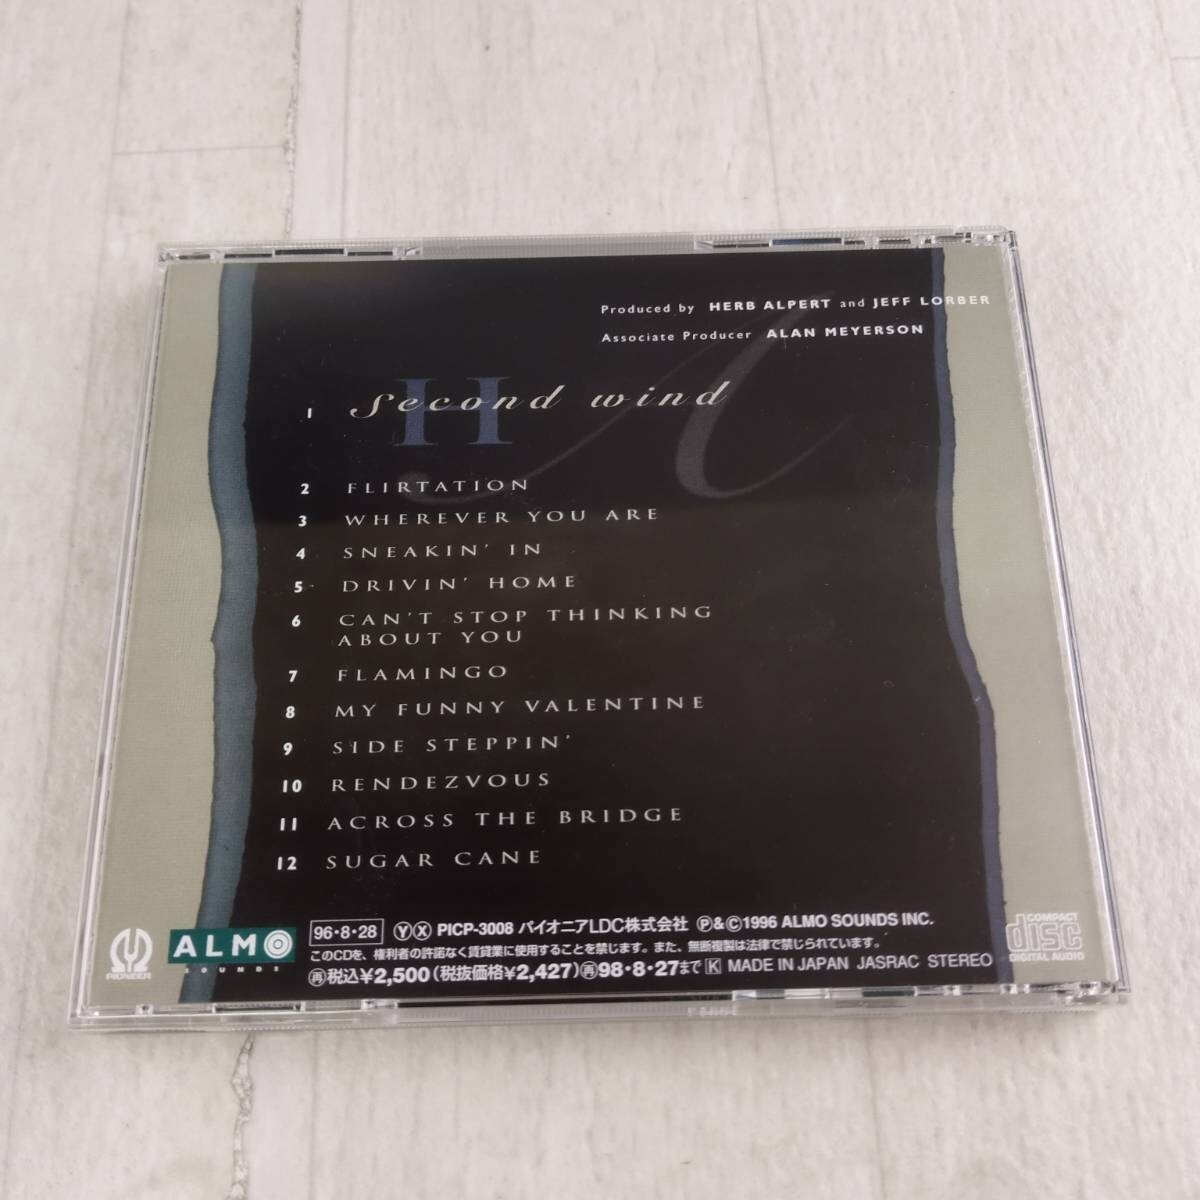 Produced by HERB ALPERT and JEFF LORBER
Associate Producer ALAN MEYERSON
HA
1 Second wind
2 FLIRTATION
3 WHEREVER YOU ARE
4 SNEAKIN' IN
5 DRIVIN' HOME
6 CAN'T STOP THINKING
ABOUT YOU
7 FLAMINGO
8 MY FUNNY VALENTINE
9 SIDE STEPPIN'
10 RENDEZVOUS
11 ACROSS THE BRIDGE
12 SUGAR CANE
PIONEER
ALMO
SOUNDS
96・8・28 ⓎⓍ PICP-3008 パイオニアLDC株式会社 Ⓟ&Ⓒ1996 ALMO SOUNDS INC.
このCDを、権利者の許諾なく賃貸業に使用することを禁じます。また、無断複製は法律で禁じられています。
㊢税込¥2,500(税抜価格¥2,427)㊢98・8・27まで K MADE IN JAPAN JASRAC STEREO
COMPACT
disc
DIGITAL AUDIO